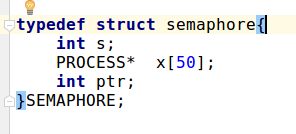 typedef struct semaphore{
    int s;
    PROCESS*  x[50];
    int ptr;
}SEMAPHORE;